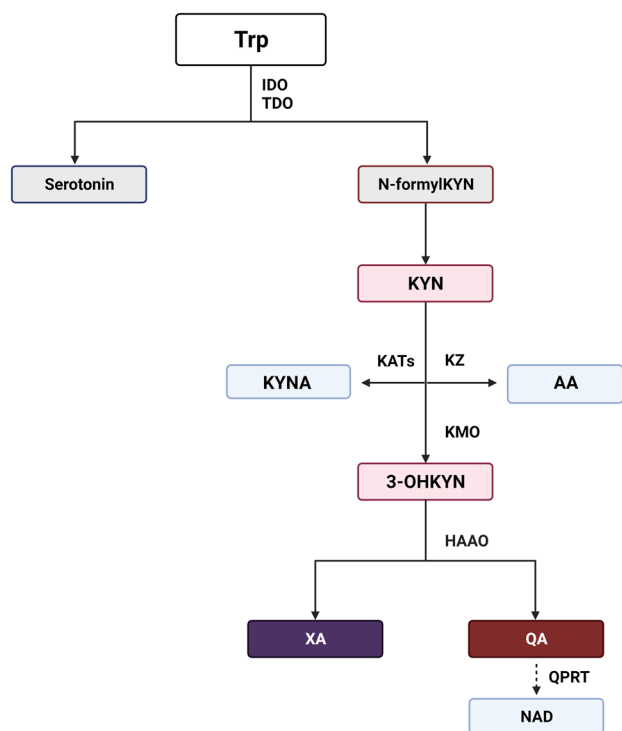 Trp
IDO
TDO
Serotonin
N-formylKYN
KYN
KATs
KZ
KYNA
AA
KMO
3-OHKYN
HAAO
XA
QA
QPRT
NAD